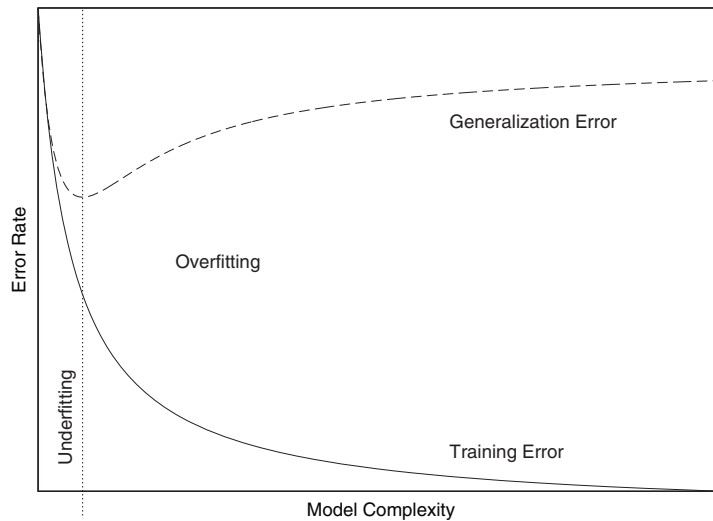 Generalization Error
Error Rate
Overfitting
Underfitting
Training Error
Model Complexity